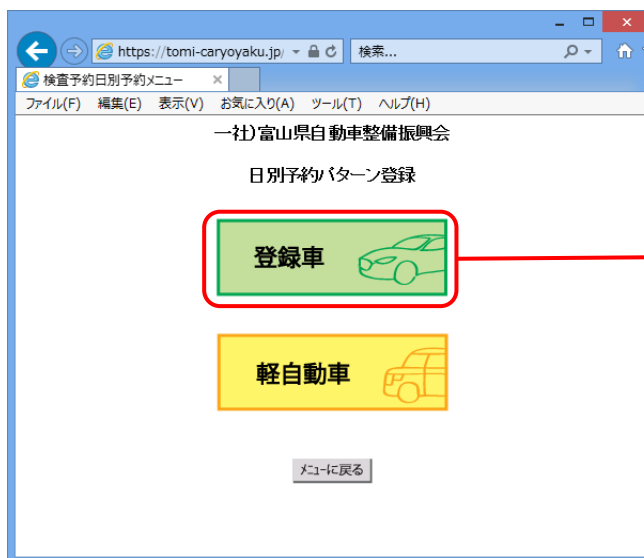 https://tomi-caryoyaku.jp/
検索...
検査予約日別予約メニュー
ファイル(F) 編集(E) 表示(V) お気に入り(A) ツール(T) ヘルプ(H)
一社)富山県自動車整備振興会
日別予約パターン登録
登録車
軽自動車
メニューに戻る